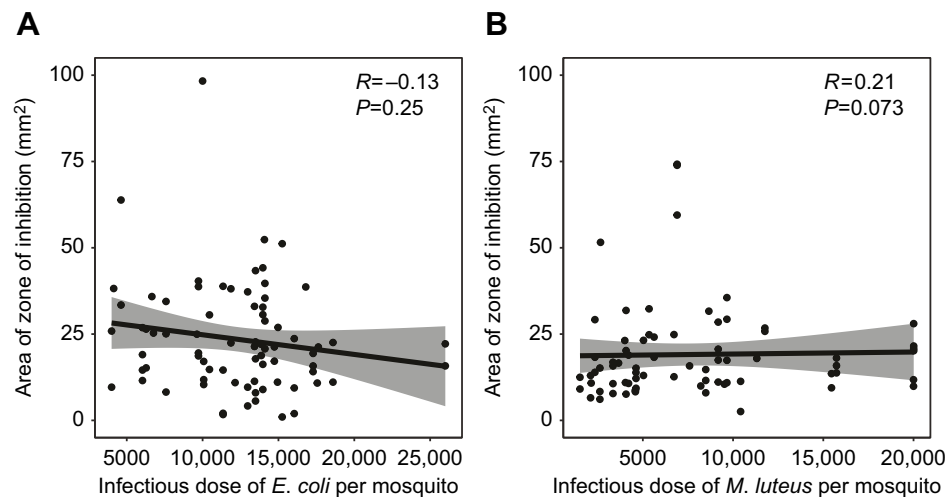 A
B
R=–0.13
P=0.25
R=0.21
P=0.073
Area of zone of inhibition (mm²)
100
75
50
25
0
5000
10,000
15,000
20,000
25,000
Infectious dose of E. coli per mosquito
Area of zone of inhibition (mm²)
100
75
50
25
0
5000
10,000
15,000
20,000
Infectious dose of M. luteus per mosquito